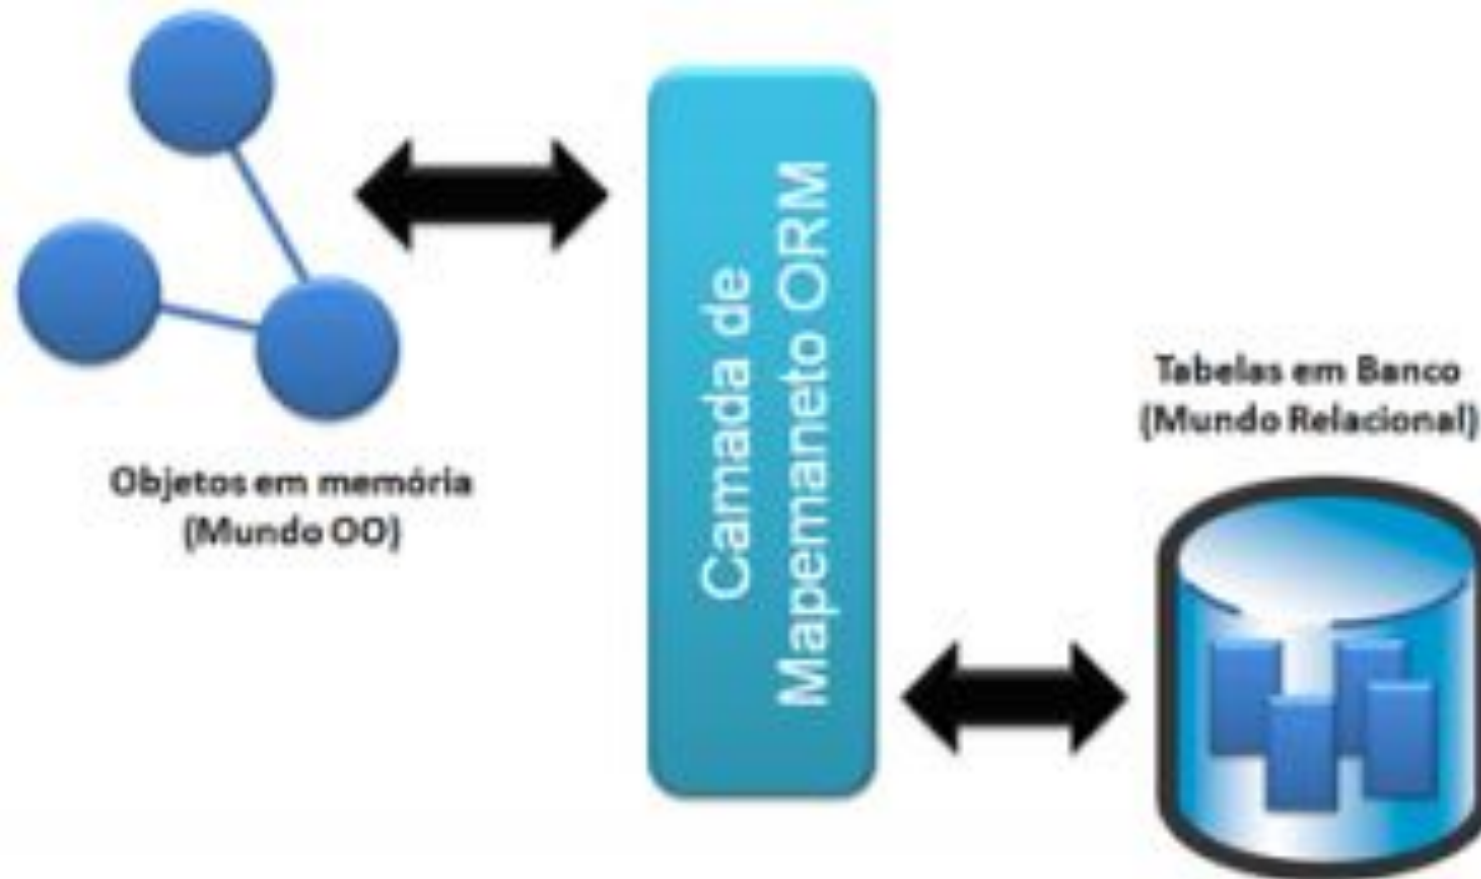 Objetos em memória
(Mundo OO)
Camada de
Mapemaneto ORM
Tabelas em Banco
(Mundo Relacional)